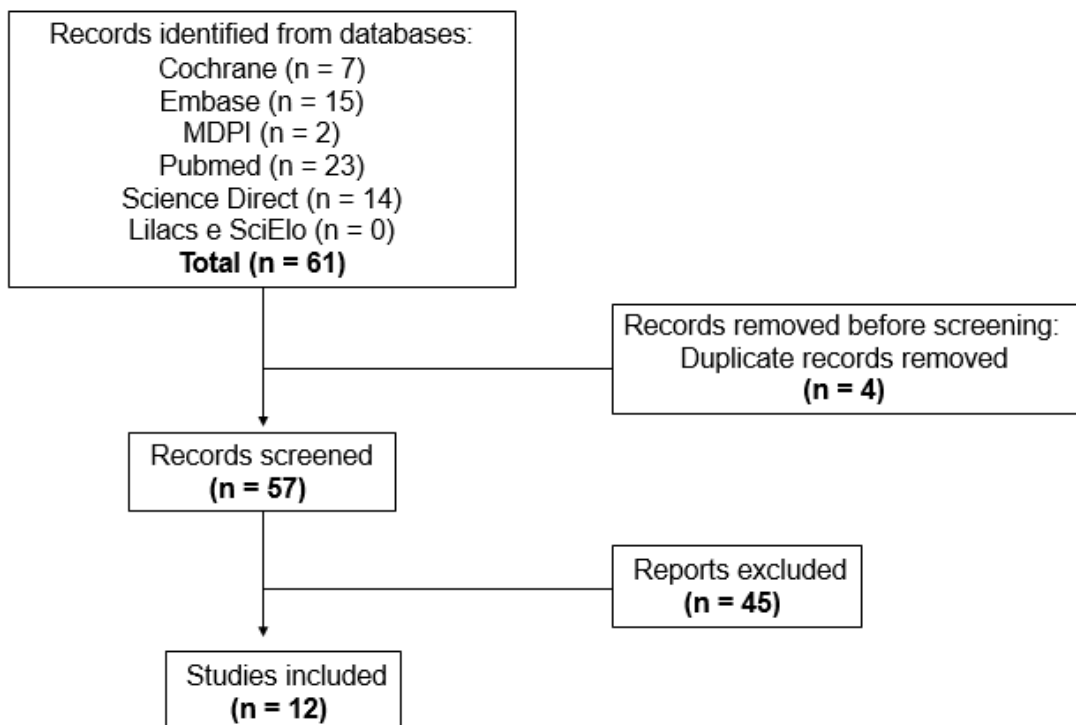 Records identified from databases:
Cochrane (n = 7)
Embase (n = 15)
MDPI (n = 2)
Pubmed (n = 23)
Science Direct (n = 14)
Lilacs e SciElo (n = 0)
Total (n = 61)
Records removed before screening:
Duplicate records removed
(n = 4)
Records screened
(n = 57)
Reports excluded
(n = 45)
Studies included
(n = 12)